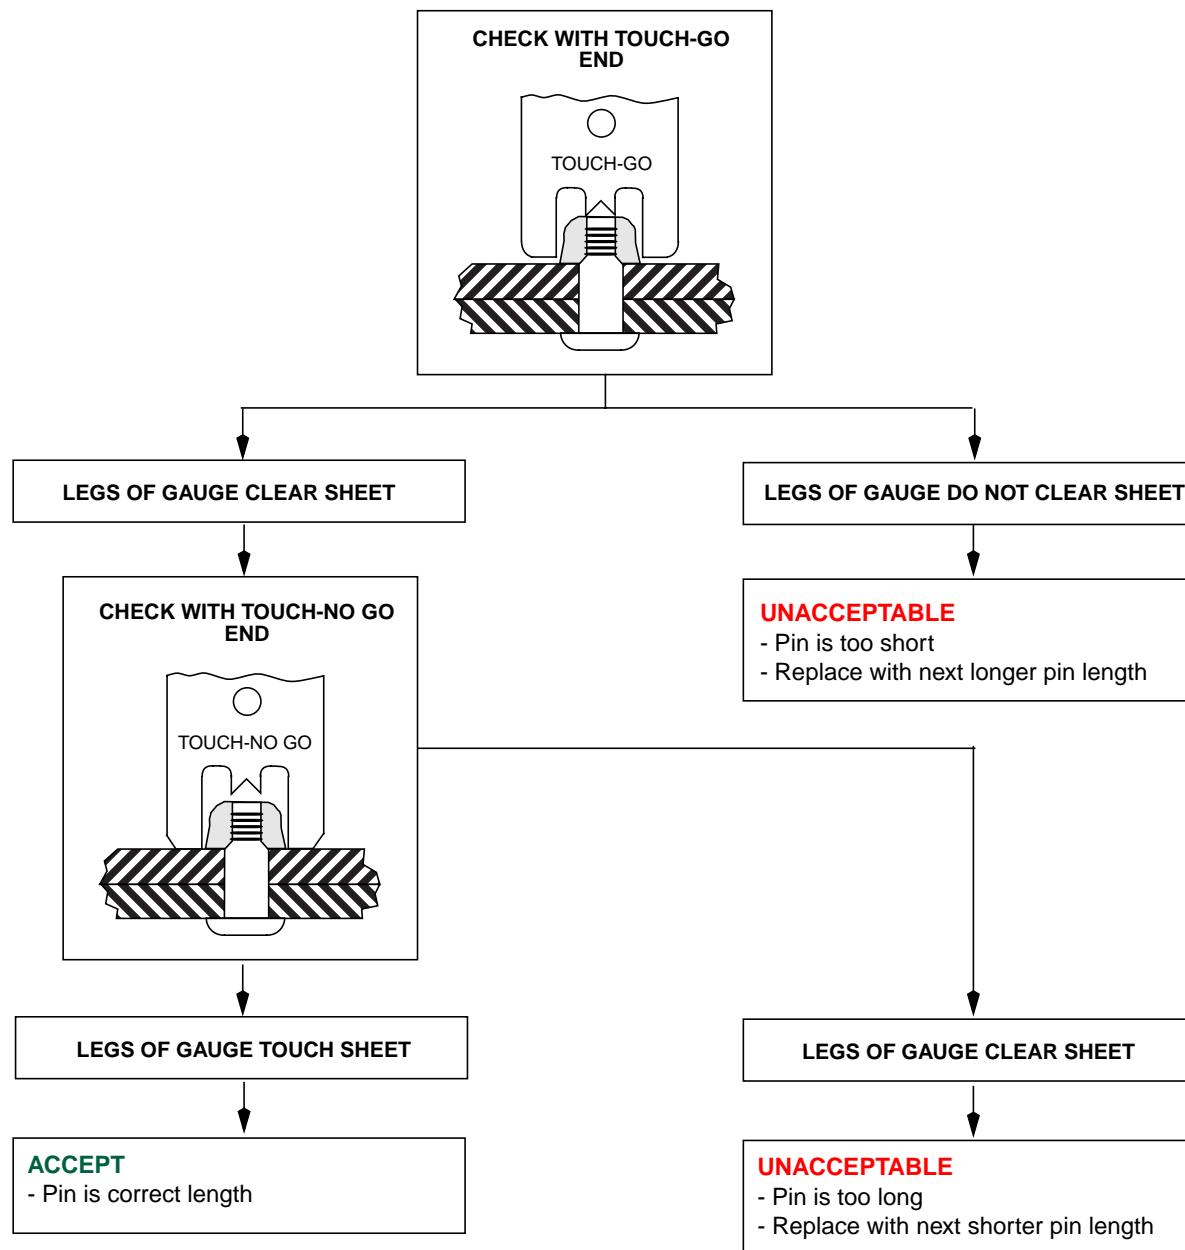 CHECK WITH TOUCH-GO
END
TOUCH-GO
LEGS OF GAUGE CLEAR SHEET
LEGS OF GAUGE DO NOT CLEAR SHEET
CHECK WITH TOUCH-NO GO
END
TOUCH-NO GO
UNACCEPTABLE
- Pin is too short
- Replace with next longer pin length
LEGS OF GAUGE TOUCH SHEET
LEGS OF GAUGE CLEAR SHEET
ACCEPT
- Pin is correct length
UNACCEPTABLE
- Pin is too long
- Replace with next shorter pin length